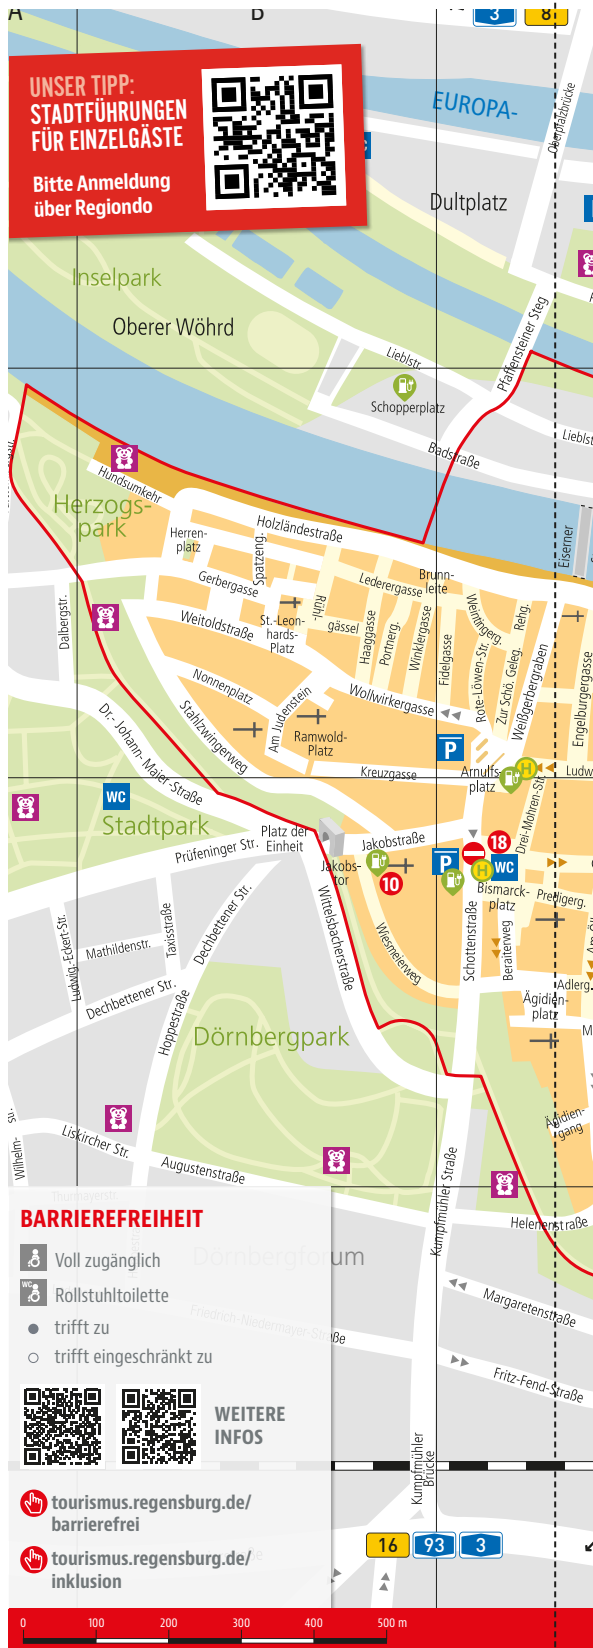 A
B
3
8
UNSER TIPP:
STADTFÜHRUNGEN
FÜR EINZELGÄSTE
Bitte Anmeldung
über Regiondo
EUROPA-
Oberpfalzbrücke
Dultplatz
Inselpark
Oberer Wöhrd
Pfaffensteiner Steg
Lieblstr.
Schopperplatz
Badstraße
Lieblst
Hundsumkehr
Herzogs-
park
Herren-
platz
Holzländestraße
Spatzeng.
Eiserner
Gerbergasse
Lederergasse
Brunn-
leite
Dalbergstr.
Weitoldstraße
St.-Leon-
hards-
Platz
Rühl-
gässel
Haaggasse
Portnerg.
Winklergasse
Fidelgasse
Weintingerg.
Rehg.
Rote-Löwen-Str.
Zur Schö. Geleg.
Weißgerbergraben
Engelburgergasse
Nonnenplatz
Stahlzwingerweg
Am Judenstein
Wollwirkergasse
Ramwold-
Platz
P
Dr.- Johann- Maier-Straße
Kreuzgasse
Arnulfs-
platz
H
Ludw
WC
Stadtpark
Drei-Mohren-Str.
Prüfeninger Str.
Platz der
Einheit
Jakobstraße
18
Jakobs-
tor
10
P
H
WC
Bismarck-
platz
Predigerg.
Ludwig.-Eckert-Str.
Taxisstraße
Dechbettener Str.
Wittelsbacherstraße
Wiesmeierweg
Schottenstraße
Beraiterweg
Mathildenstr.
Dechbettener Str.
Adlerg.
Ägidien-
platz
Hoppestraße
Dörnbergpark
M
Ägidien-
gang
Wilhelm-
str.
Liskircher Str.
Augustenstraße
Kumpfmühler Straße
Thurmayerstr.
Helenenstraße
BARRIEREFREIHEIT
Voll zugänglich
Dörnbergforum
WC
Rollstuhltoilette
Margaretenstraße
trifft zu
Friedrich-Niedermayer-Straße
trifft eingeschränkt zu
Fritz-Fend-Straße
WEITERE
INFOS
Kumpfmühler
Brücke
tourismus.regensburg.de/
barrierefrei
16
93
3
tourismus.regensburg.de/
inklusion
0
100
200
300
400
500 m